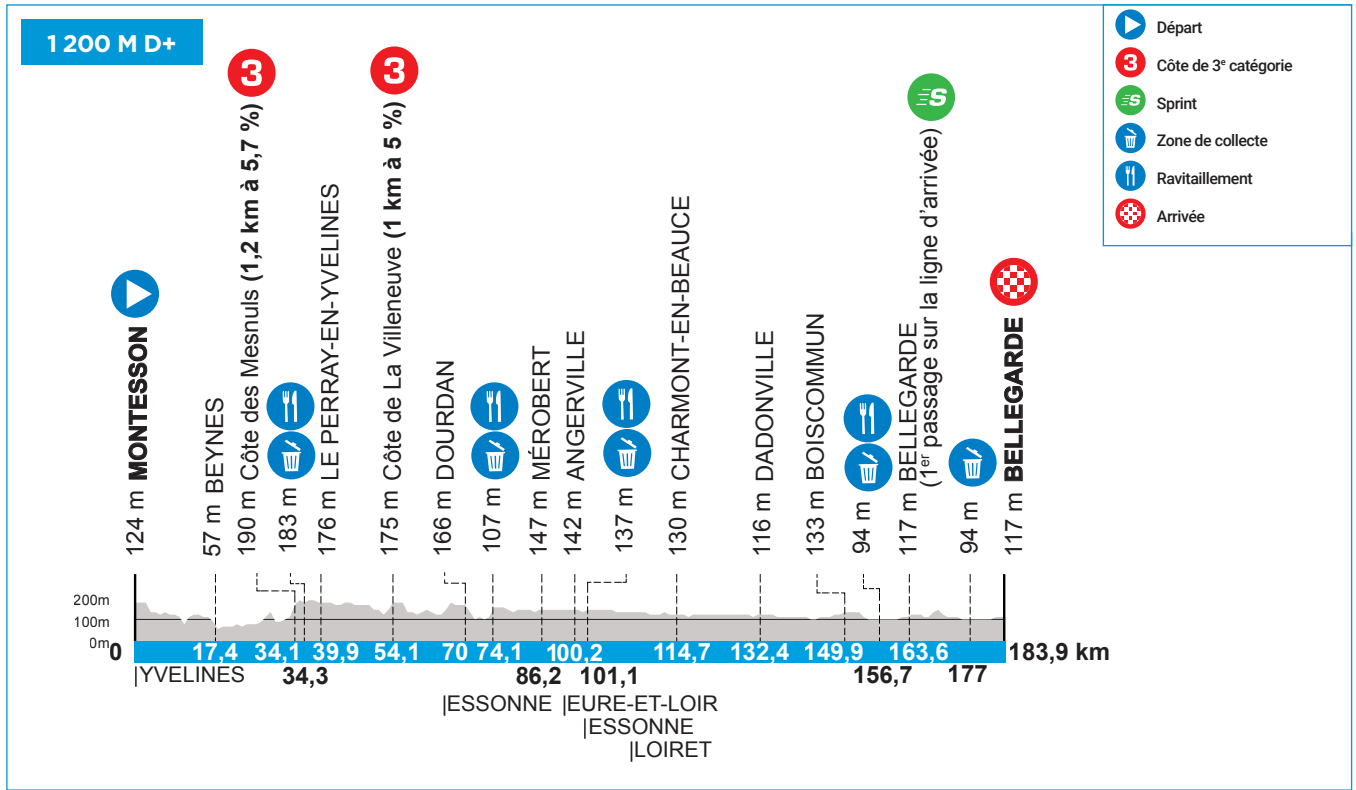 1 200 M D+
Départ
3 Côte de 3e catégorie
S Sprint
Zone de collecte
Ravitaillement
Arrivée
124 m MONTESSON
57 m BEYNES
190 m Côte des Mesnuls (1,2 km à 5,7 %) 3
183 m
176 m LE PERRAY-EN-YVELINES
175 m Côte de La Villeneuve (1 km à 5 %) 3
166 m DOURDAN
107 m
147 m MÉROBERT
142 m ANGERVILLE
137 m
130 m CHARMONT-EN-BEAUCE
116 m DADONVILLE
133 m BOISCOMMUN
94 m
117 m BELLEGARDE
(1er passage sur la ligne d'arrivée) S
94 m
117 m BELLEGARDE
200m
100m
0m
0 17,4 34,1 39,9 54,1 70 74,1 100,2 114,7 132,4 149,9 163,6 183,9 km
|YVELINES 34,3 86,2 101,1 156,7 177
|ESSONNE |EURE-ET-LOIR
|ESSONNE
|LOIRET